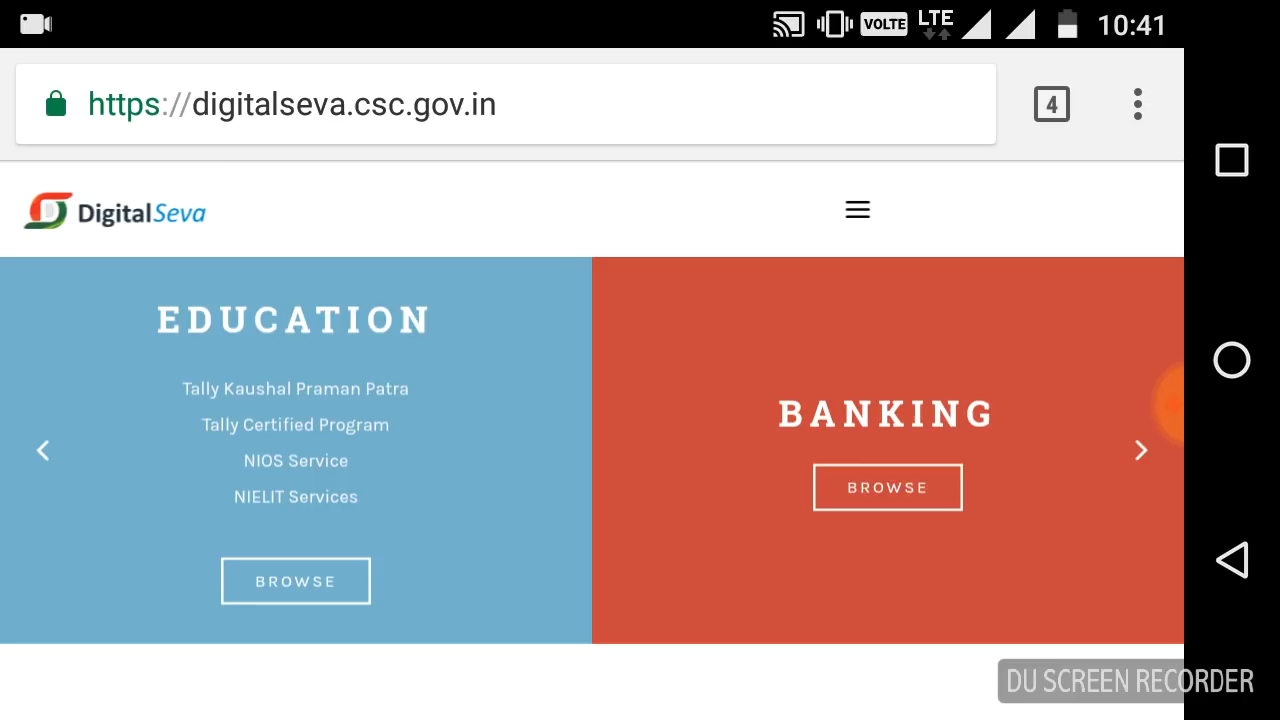 VOLTE LTE 10:41
https://digitalseva.csc.gov.in 4
DigitalSeva
EDUCATION
Tally Kaushal Praman Patra
Tally Certified Program
NIOS Service
NIELIT Services
BROWSE
BANKING
BROWSE
DU SCREEN RECORDER